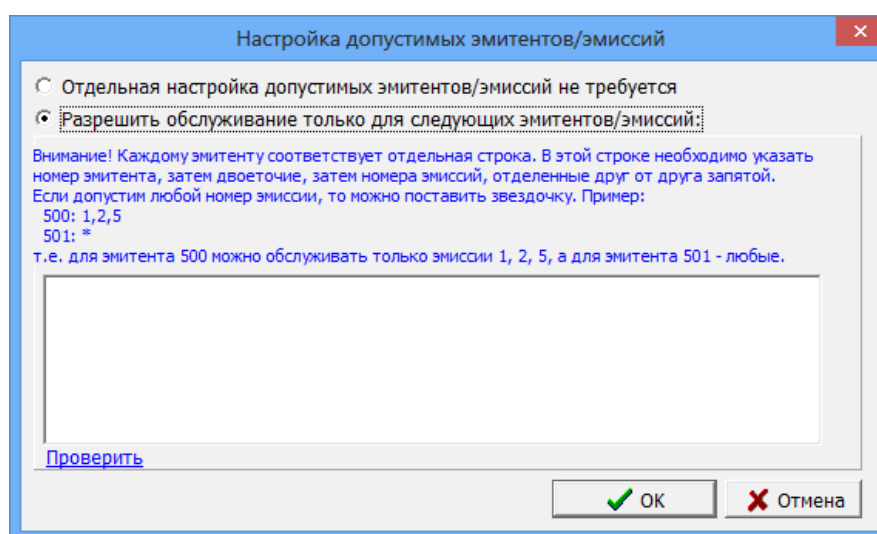 Настройка допустимых эмитентов/эмиссий
Отдельная настройка допустимых эмитентов/эмиссий не требуется
Разрешить обслуживание только для следующих эмитентов/эмиссий:
Внимание! Каждому эмитенту соответствует отдельная строка. В этой строке необходимо указать
номер эмитента, затем двоеточие, затем номера эмиссий, отделенные друг от друга запятой.
Если допустим любой номер эмиссии, то можно поставить звездочку. Пример:
500: 1,2,5
501: *
т.е. для эмитента 500 можно обслуживать только эмиссии 1, 2, 5, а для эмитента 501 - любые.
Проверить
OK
Отмена